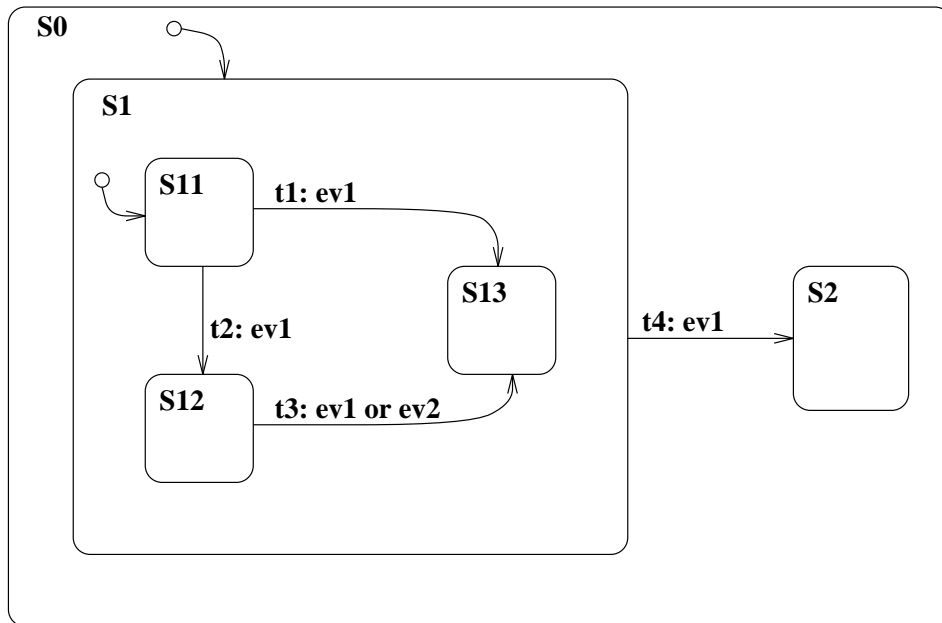 S0
S1
S11
t1: ev1
S13
S2
t4: ev1
t2: ev1
S12
t3: ev1 or ev2